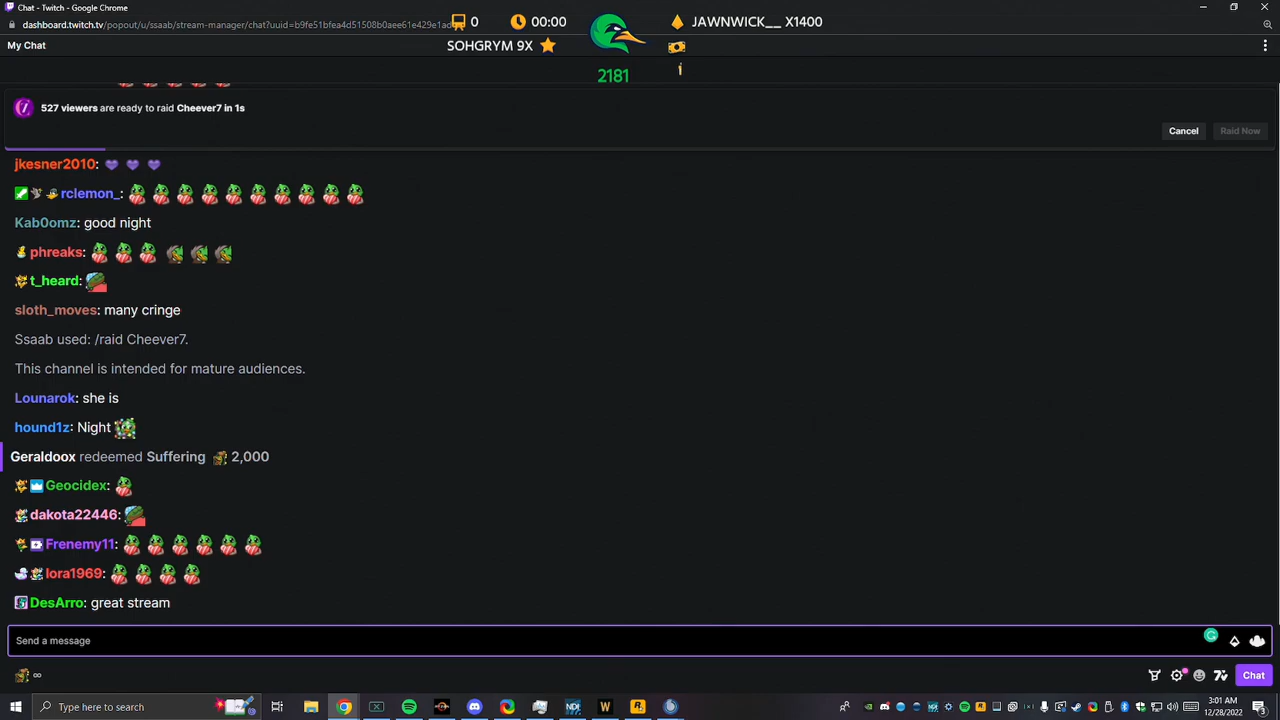 Chat - Twitch - Google Chrome
dashboard.twitch.tv/popout/u/ssaab/stream-manager/chat?uuid=b9fe51bfea4d51508b0aee61e429e1ad
0
00:00
JAWNWICK__ X1400
SOHGRYM 9X
2181
My Chat
527 viewers are ready to raid Cheever7 in 1s
Cancel
Raid Now
jkesner2010:
rclemon_:
Kab0omz: good night
phreaks:
t_heard:
sloth_moves: many cringe
Ssaab used: /raid Cheever7.
This channel is intended for mature audiences.
Lounarok: she is
hound1z: Night
Geraldoox redeemed Suffering 2,000
Geocidex:
dakota22446:
Frenemy11:
lora1969:
DesArro: great stream
Send a message
∞
Chat
Type here to search
3:01 AM
12/28/2022